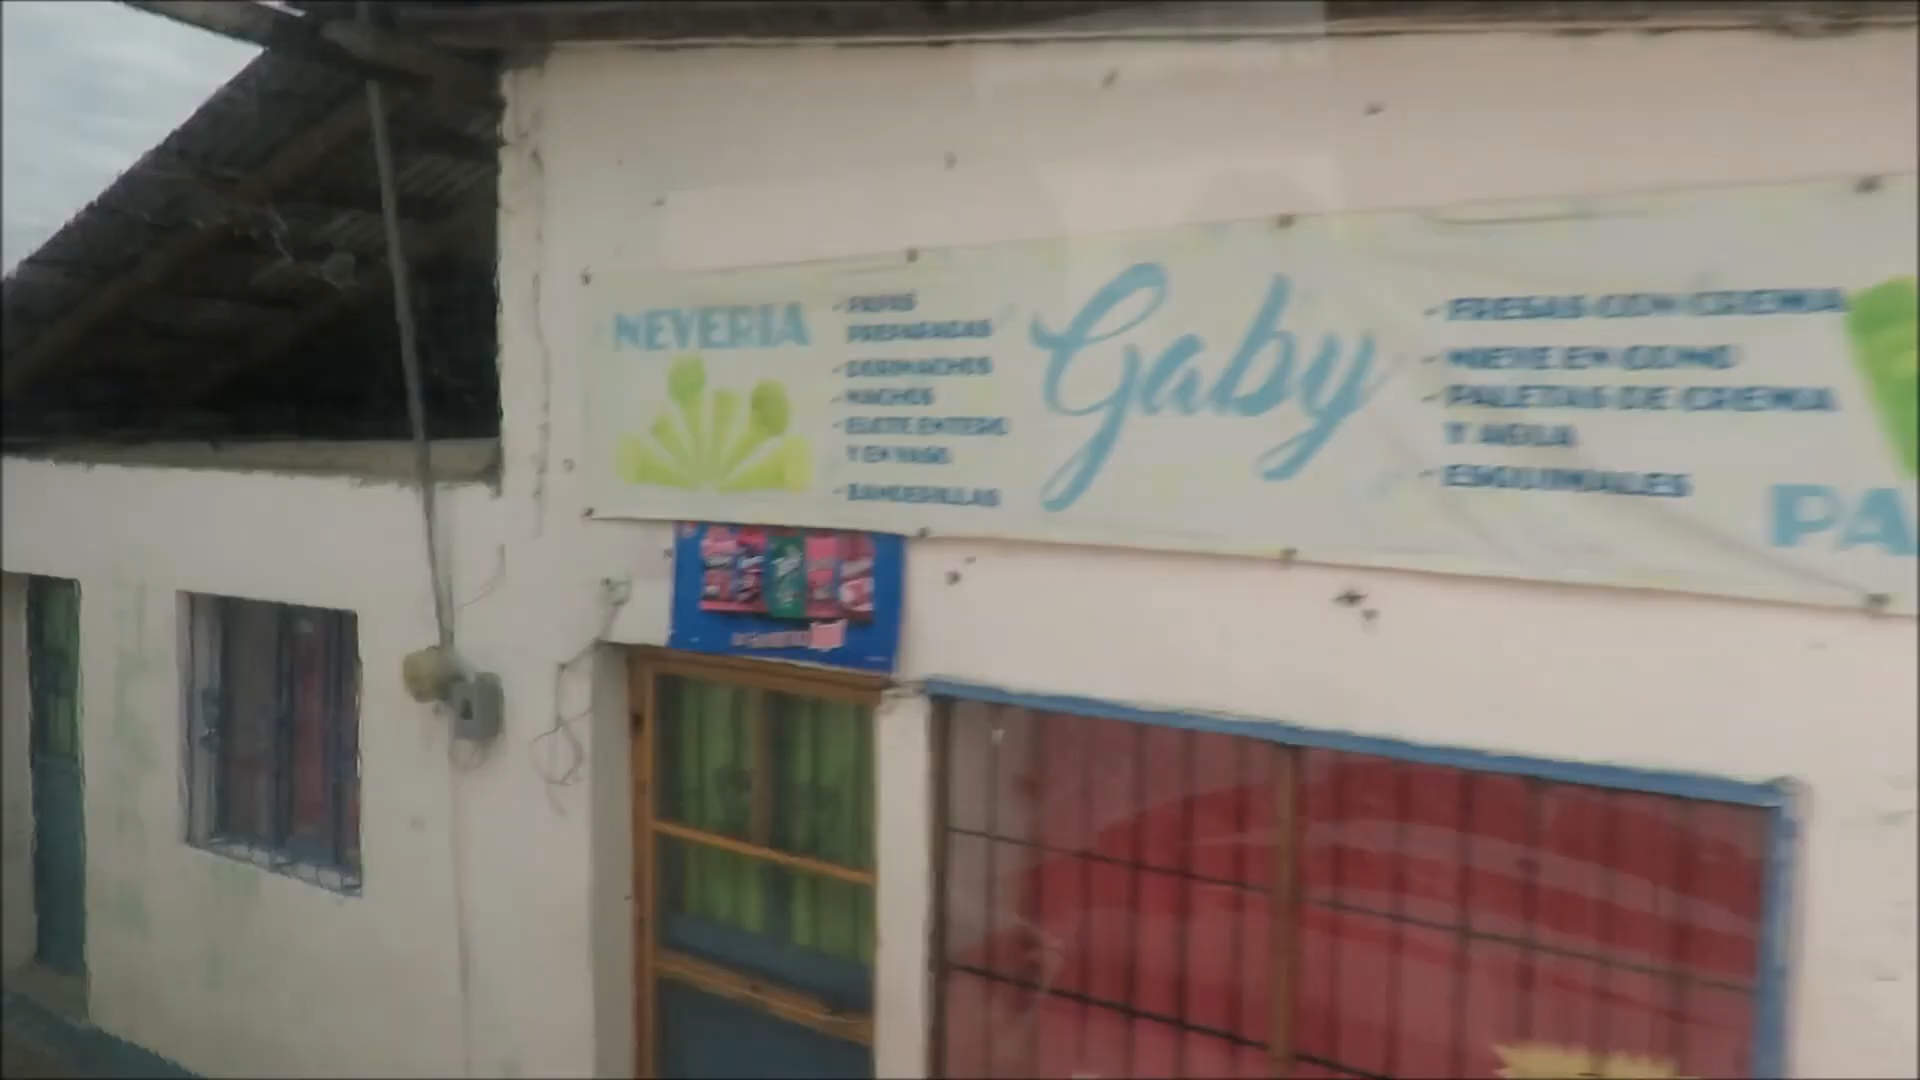 NEVERIA
- PAPAS
PREPARADAS
- DORINACHOS
- NACHOS
- ELOTE ENTERO
Y EN VASO
- BANDERILLAS
Gaby
- FRESAS CON CREMA
- NIEVE EN CONO
- PALETAS DE CREMA
Y AGUA
- ESQUIMALES
PA